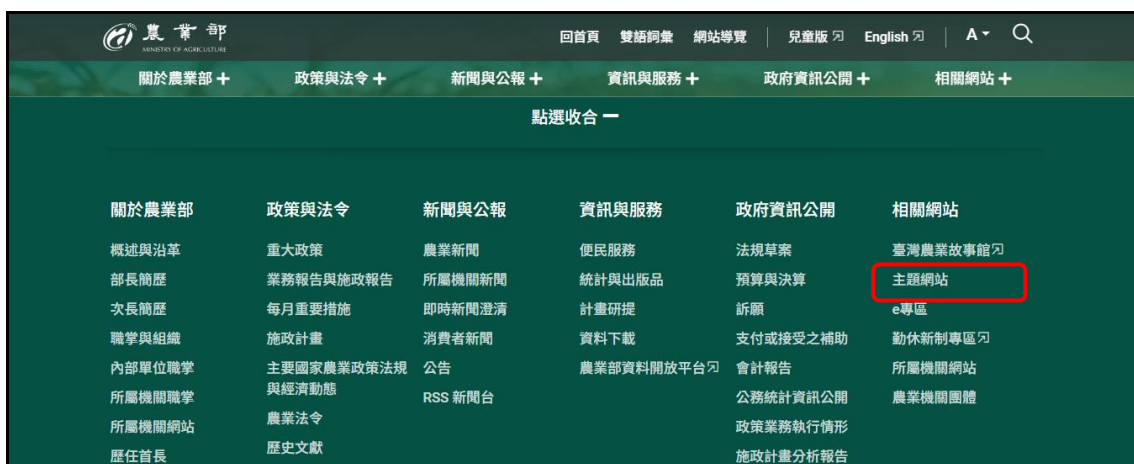 農業部
MINISTRY OF AGRICULTURE
回首頁 雙語詞彙 網站導覽 兒童版 English A
關於農業部 政策與法令 新聞與公報 資訊與服務 政府資訊公開 相關網站
點選收合
關於農業部
概述與沿革
部長簡歷
次長簡歷
職掌與組織
內部單位職掌
所屬機關職掌
所屬機關網站
歷任首長
政策與法令
重大政策
業務報告與施政報告
每月重要措施
施政計畫
主要國家農業政策法規
與經濟動態
農業法令
歷史文獻
新聞與公報
農業新聞
所屬機關新聞
即時新聞澄清
消費者新聞
公告
RSS 新聞台
資訊與服務
便民服務
統計與出版品
計畫研提
資料下載
農業部資料開放平台
政府資訊公開
法規草案
預算與決算
訴願
支付或接受之補助
會計報告
公務統計資訊公開
政策業務執行情形
施政計畫分析報告
相關網站
臺灣農業故事館
主題網站
e專區
勤休新制專區
所屬機關網站
農業機關團體